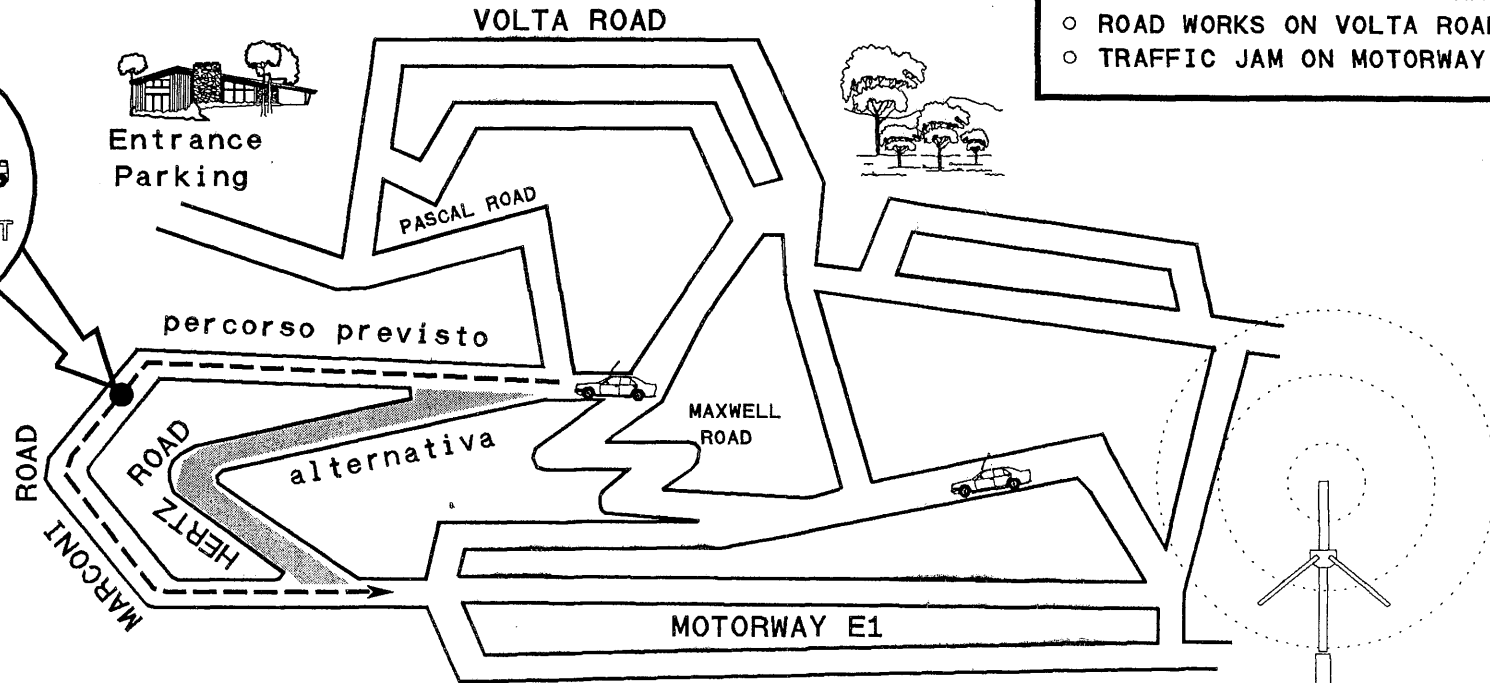 VOLTA ROAD
○ ROAD WORKS ON VOLTA ROAD
○ TRAFFIC JAM ON MOTORWAY
Entrance
Parking
PASCAL ROAD
percorso previsto
MAXWELL
ROAD
ROAD
ROAD
alternativa
HERTZ
MARCONI
MOTORWAY E1